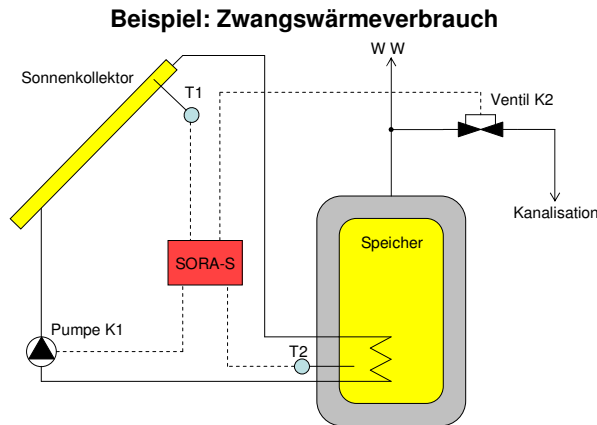 Beispiel: Zwangswärmeverbrauch
W W
Sonnenkollektor
T1
Ventil K2
Kanalisation
Speicher
SORA-S
Pumpe K1
T2